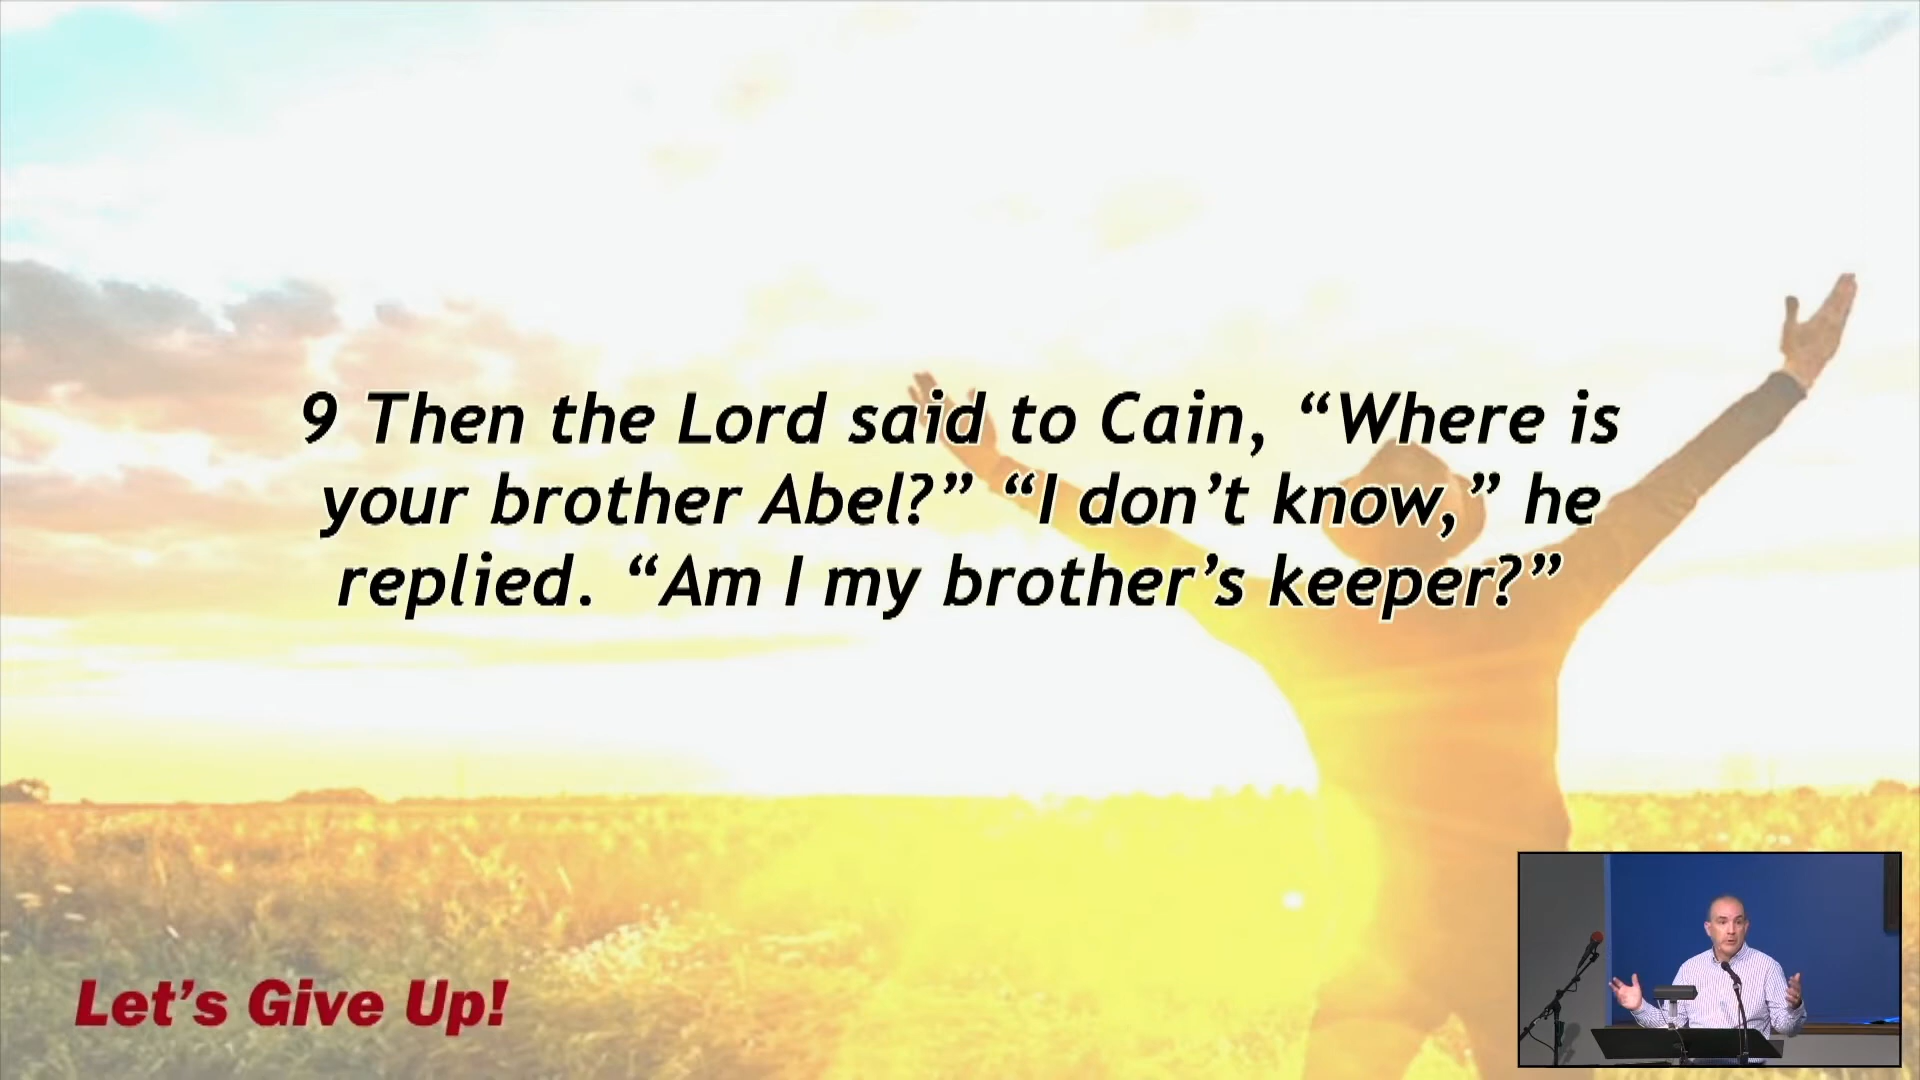 9 Then the Lord said to Cain, “Where is
your brother Abel?” “I don’t know,” he
replied. “Am I my brother’s keeper?”
Let’s Give Up!